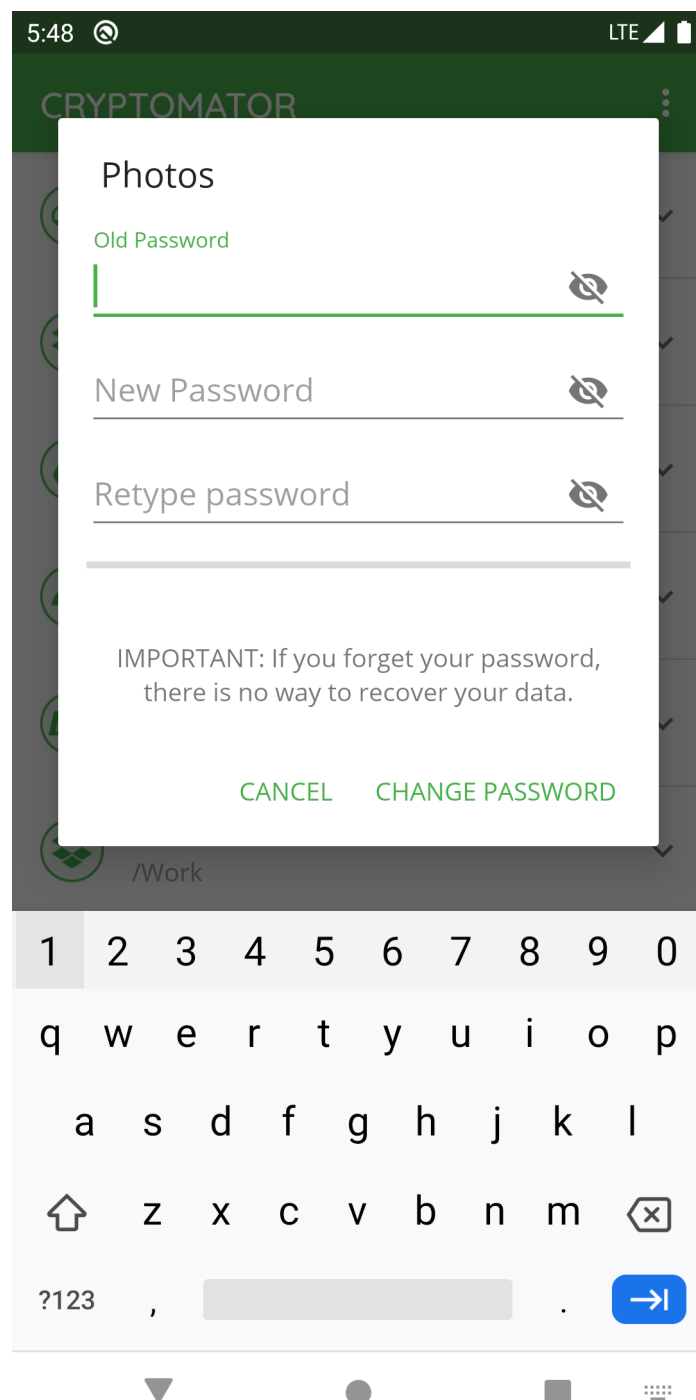 5:48 LTE
CRYPTOMATOR
Photos
Old Password
New Password
Retype password
IMPORTANT: If you forget your password,
there is no way to recover your data.
CANCEL CHANGE PASSWORD
/Work
1 2 3 4 5 6 7 8 9 0
q w e r t y u i o p
a s d f g h j k l
z x c v b n m
?123 , .